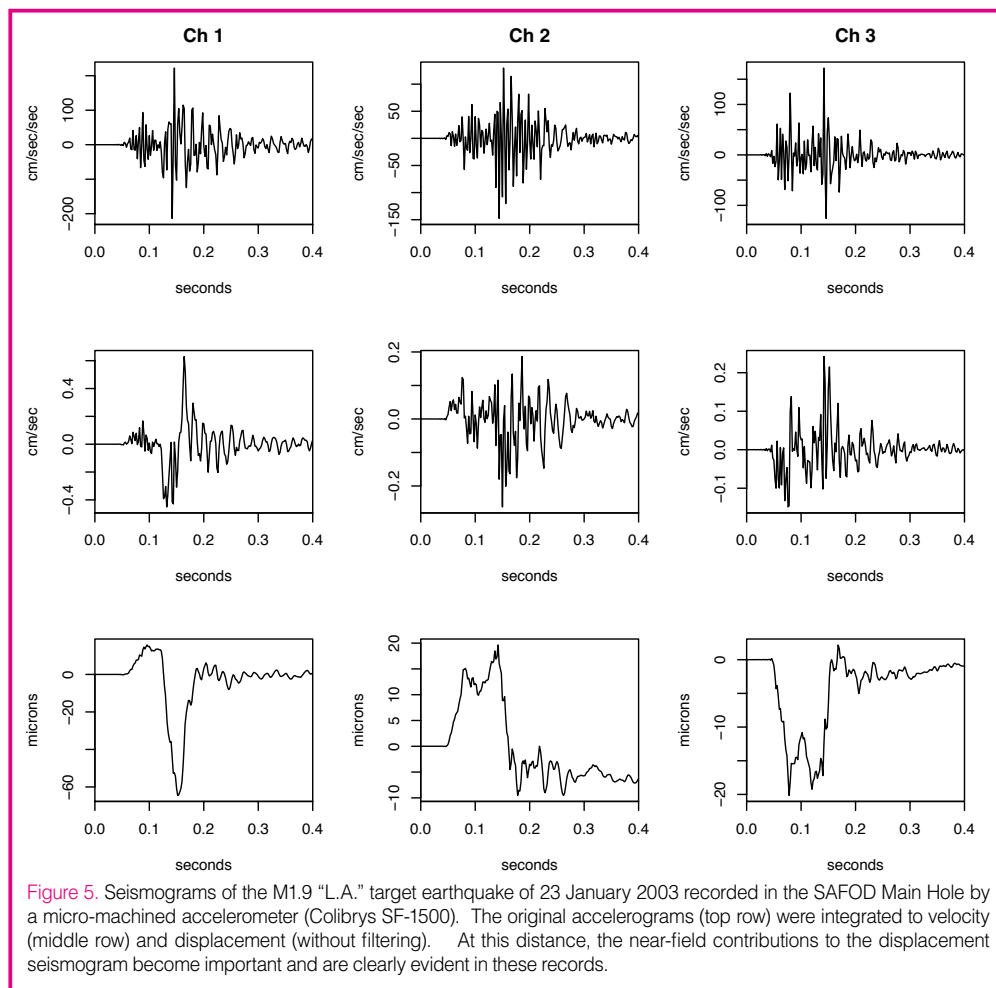 Ch 1
Ch 2
Ch 3
cm/sec/sec
−200
0
100
0.0 0.1 0.2 0.3 0.4
seconds
cm/sec/sec
−150
−50
50
0.0 0.1 0.2 0.3 0.4
seconds
cm/sec/sec
−100
0
100
0.0 0.1 0.2 0.3 0.4
seconds
cm/sec
−0.4
0.0
0.4
0.0 0.1 0.2 0.3 0.4
seconds
cm/sec
−0.2
0.0
0.2
0.0 0.1 0.2 0.3 0.4
seconds
cm/sec
−0.1
0.0
0.2
0.0 0.1 0.2 0.3 0.4
seconds
microns
−60
−20
0
0.0 0.1 0.2 0.3 0.4
seconds
microns
−10
0
5
10
20
0.0 0.1 0.2 0.3 0.4
seconds
microns
−20
−10
0
0.0 0.1 0.2 0.3 0.4
seconds
Figure 5. Seismograms of the M1.9 “L.A.” target earthquake of 23 January 2003 recorded in the SAFOD Main Hole by
a micro-machined accelerometer (Colibrys SF-1500). The original accelerograms (top row) were integrated to velocity
(middle row) and displacement (without filtering). At this distance, the near-field contributions to the displacement
seismogram become important and are clearly evident in these records.